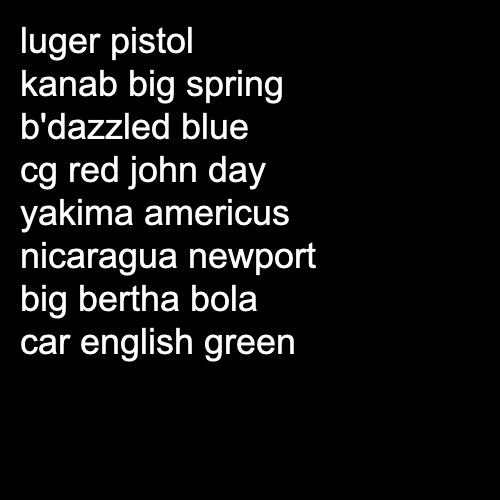 luger pistol
kanab big spring
b'dazzled blue
cg red john day
yakima americus
nicaragua newport
big bertha bola
car english green